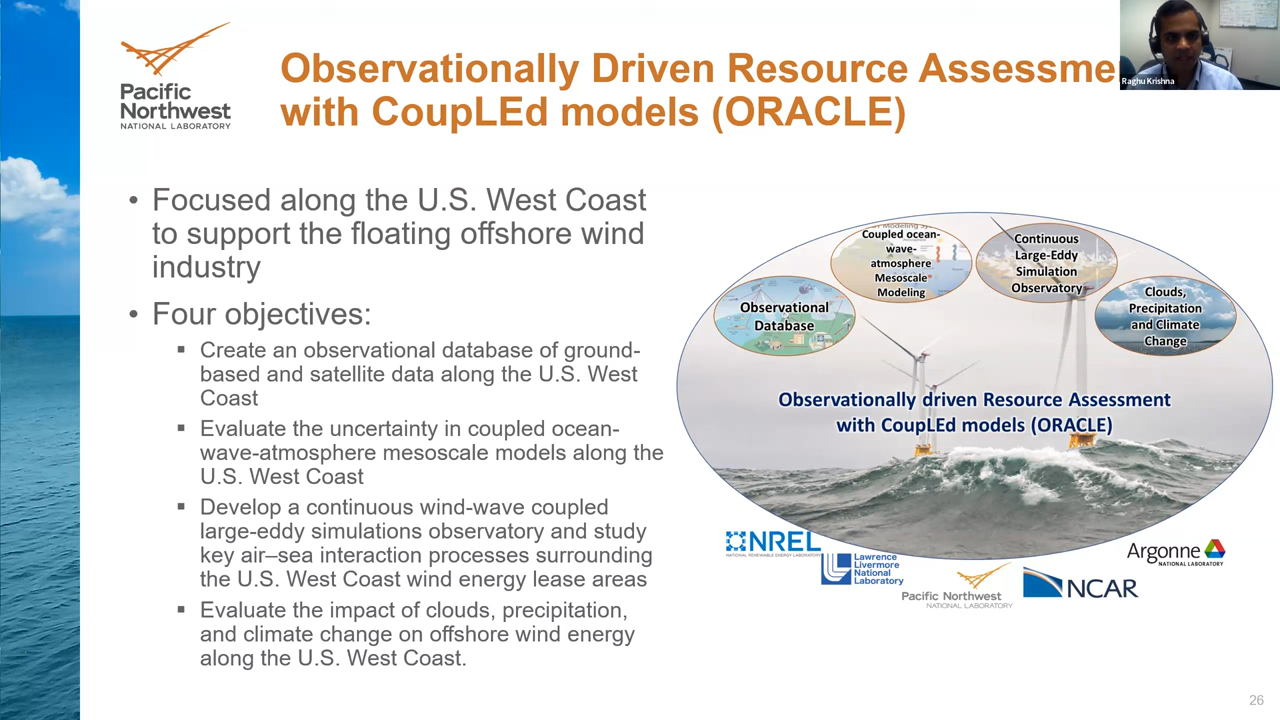 Pacific
Northwest
NATIONAL LABORATORY
Observationally Driven Resource Assessme
with CoupLEd models (ORACLE)
Raghu Krishna
• Focused along the U.S. West Coast
to support the floating offshore wind
industry
• Four objectives:
▪ Create an observational database of ground-
based and satellite data along the U.S. West
Coast
▪ Evaluate the uncertainty in coupled ocean-
wave-atmosphere mesoscale models along the
U.S. West Coast
▪ Develop a continuous wind-wave coupled
large-eddy simulations observatory and study
key air–sea interaction processes surrounding
the U.S. West Coast wind energy lease areas
▪ Evaluate the impact of clouds, precipitation,
and climate change on offshore wind energy
along the U.S. West Coast.
Observational
Database
Coupled ocean-
wave-
atmosphere
Mesoscale
Modeling
Continuous
Large-Eddy
Simulation
Observatory
Clouds,
Precipitation
and Climate
Change
Observationally driven Resource Assessment
with CoupLEd models (ORACLE)
NREL
NATIONAL RENEWABLE ENERGY LABORATORY
Lawrence
Livermore
National
Laboratory
Pacific Northwest
NATIONAL LABORATORY
NCAR
Argonne
NATIONAL LABORATORY
26